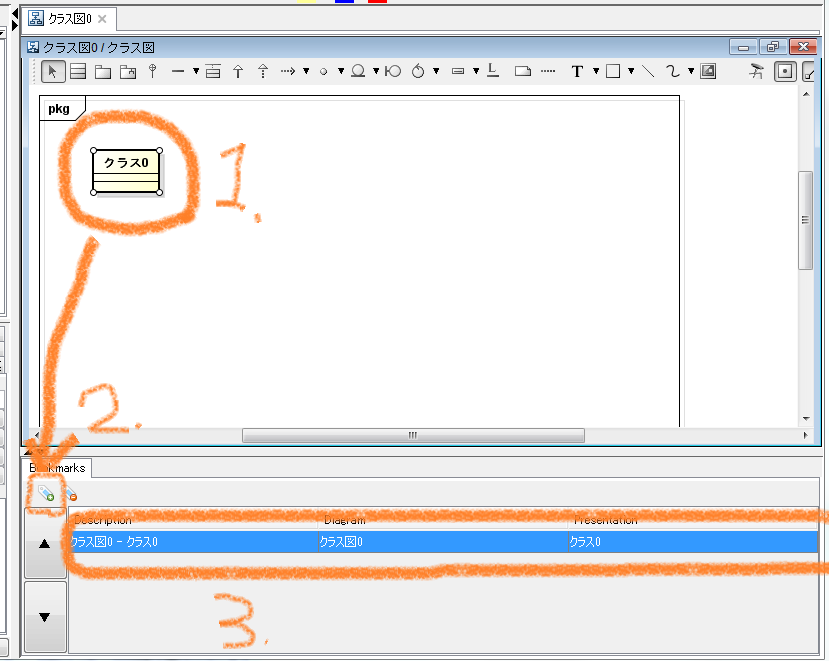 クラス図0
クラス図0 / クラス図
T
pkg
クラス0
1.
2.
Bookmarks
Description Diagram Presentation
クラス図0 - クラス0 クラス図0 クラス0
3.